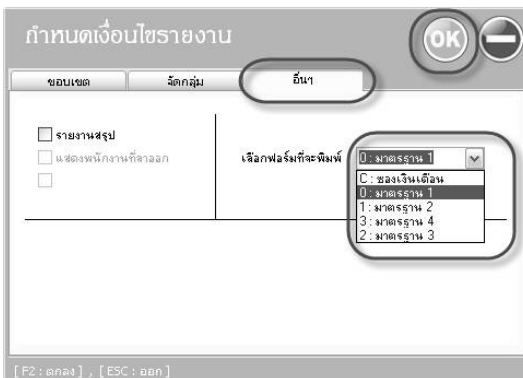 กำหนดเงื่อนไขรายงาน
OK
ขอบเขต
จัดกลุ่ม
อื่นๆ
รายงานสรุป
แสดงพนักงานที่ลาออก
เลือกฟอร์มที่จะพิมพ์
0 : มาตรฐาน 1
C : ซองเงินเดือน
0 : มาตรฐาน 1
1 : มาตรฐาน 2
3 : มาตรฐาน 4
2 : มาตรฐาน 3
[ F2 : ตกลง ] , [ ESC : ออก ]